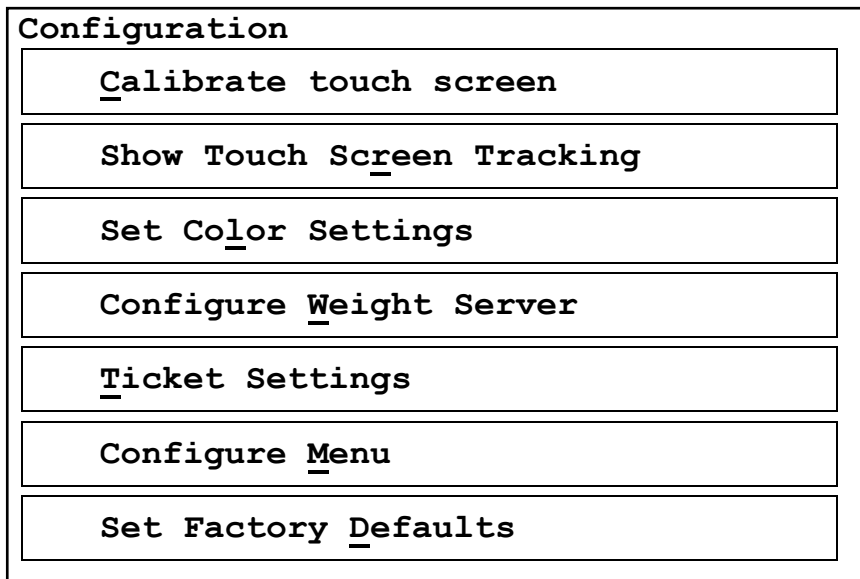 Configuration
Calibrate touch screen
Show Touch Screen Tracking
Set Color Settings
Configure Weight Server
Ticket Settings
Configure Menu
Set Factory Defaults